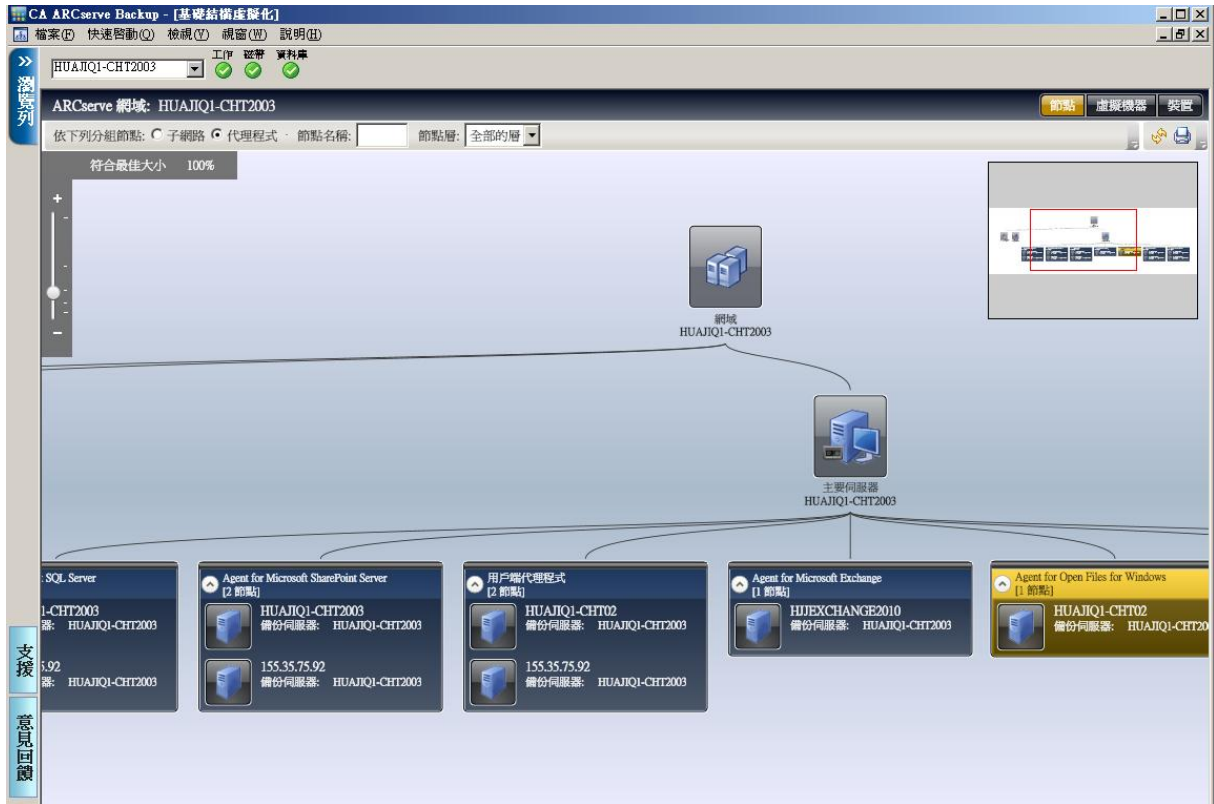 CA ARCserve Backup - [基礎結構虛擬化]
檔案(F) 快速啓動(Q) 檢視(Y) 視窗(W) 說明(H)
HUAJIQ1-CHT2003
工作 磁帶 資料庫
»
瀏覽列
ARCserve 網域: HUAJIQ1-CHT2003
節點 虛擬機器 裝置
依下列分組節點: 子網路 代理程式 節點名稱: 節點層: 全部的層
符合最佳大小 100%
+
−
網域
HUAJIQ1-CHT2003
主要伺服器
HUAJIQ1-CHT2003
SQL Server
1-CHT2003
器: HUAJIQ1-CHT2003
5.92
器: HUAJIQ1-CHT2003
Agent for Microsoft SharePoint Server
[2 節點]
HUAJIQ1-CHT2003
備份伺服器: HUAJIQ1-CHT2003
155.35.75.92
備份伺服器: HUAJIQ1-CHT2003
用戶端代理程式
[2 節點]
HUAJIQ1-CHT02
備份伺服器: HUAJIQ1-CHT2003
155.35.75.92
備份伺服器: HUAJIQ1-CHT2003
Agent for Microsoft Exchange
[1 節點]
HIJEXCHANGE2010
備份伺服器: HUAJIQ1-CHT2003
Agent for Open Files for Windows
[1 節點]
HUAJIQ1-CHT02
備份伺服器: HUAJIQ1-CHT20
支援
意見回饋